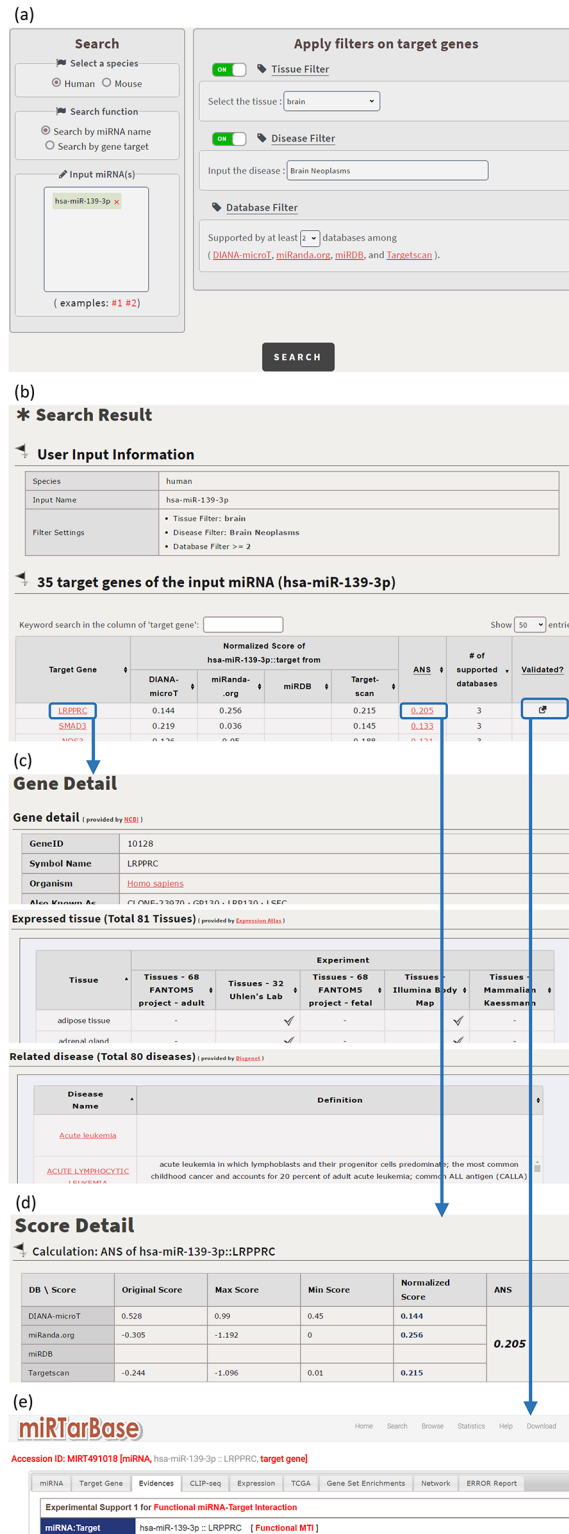 (a)
Search
Select a species
Human Mouse
Search function
Search by miRNA name
Search by gene target
Input miRNA(s)
hsa-miR-139-3p ×
( examples: #1 #2)
Apply filters on target genes
ON Tissue Filter
Select the tissue : brain
ON Disease Filter
Input the disease : Brain Neoplasms
Database Filter
Supported by at least 2 databases among
( DIANA-microT, miRanda.org, miRDB, and Targetscan ).
SEARCH
(b)
Search Result
User Input Information
Species human
Input Name hsa-miR-139-3p
Filter Settings
• Tissue Filter: brain
• Disease Filter: Brain Neoplasms
• Database Filter >= 2
35 target genes of the input miRNA (hsa-miR-139-3p)
Keyword search in the column of 'target gene': Show 50 entrie
Target Gene
Normalized Score of
hsa-miR-139-3p::target from
DIANA-
microT
miRanda-
.org
miRDB
Target-
scan
ANS
# of
supported
databases
Validated?
LRPPRC 0.144 0.256 0.215 0.205 3
SMAD3 0.219 0.036 0.145 0.133 3
(c)
Gene Detail
Gene detail ( provided by NCBI )
GeneID 10128
Symbol Name LRPPRC
Organism Homo sapiens
Also Known As CLONE-23970 · GP130 · LRP130 · LSFC
Expressed tissue (Total 81 Tissues) ( provided by Expression Atlas )
Tissue
Experiment
Tissues - 68
FANTOM5
project - adult
Tissues - 32
Uhlen's Lab
Tissues - 68
FANTOM5
project - fetal
Tissues -
Illumina Body
Map
Tissues -
Mammalian
Kaessmann
adipose tissue - - -
adrenal gland - - -
Related disease (Total 80 diseases) ( provided by Disgenet )
Disease
Name
Definition
Acute leukemia
ACUTE LYMPHOCYTIC
LEUKEMIA
acute leukemia in which lymphoblasts and their progenitor cells predominate; the most common
childhood cancer and accounts for 20 percent of adult acute leukemia; common ALL antigen (CALLA)
(d)
Score Detail
Calculation: ANS of hsa-miR-139-3p::LRPPRC
DB \ Score Original Score Max Score Min Score Normalized Score ANS
DIANA-microT 0.528 0.99 0.45 0.144
miRanda.org -0.305 -1.192 0 0.256
0.205
miRDB
Targetscan -0.244 -1.096 0.01 0.215
(e)
miRTarBase
Home Search Browse Statistics Help Download
Accession ID: MIRT491018 [miRNA, hsa-miR-139-3p :: LRPPRC, target gene]
miRNA Target Gene Evidences CLIP-seq Expression TCGA Gene Set Enrichments Network ERROR Report
Experimental Support 1 for Functional miRNA-Target Interaction
miRNA:Target hsa-miR-139-3p :: LRPPRC [ Functional MTI ]